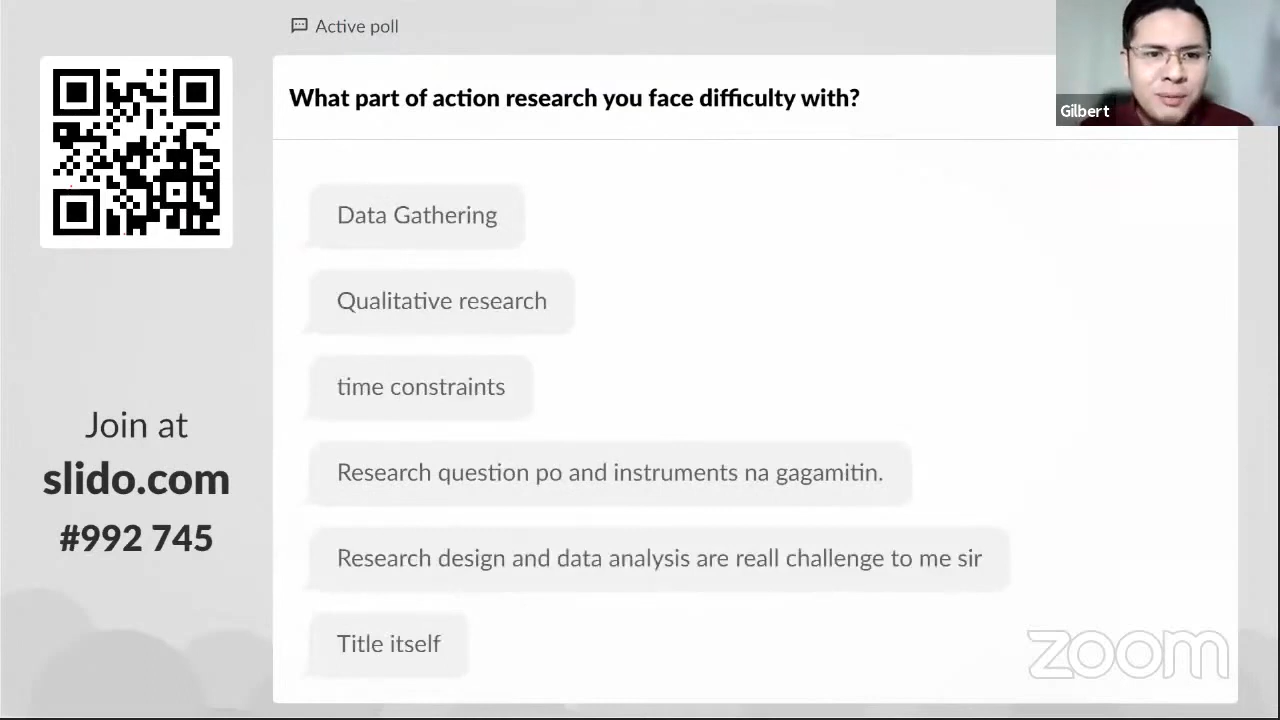 Active poll
What part of action research you face difficulty with?
Gilbert
Data Gathering
Qualitative research
time constraints
Research question po and instruments na gagamitin.
Research design and data analysis are reall challenge to me sir
Title itself
Join at
slido.com
#992 745
zoom